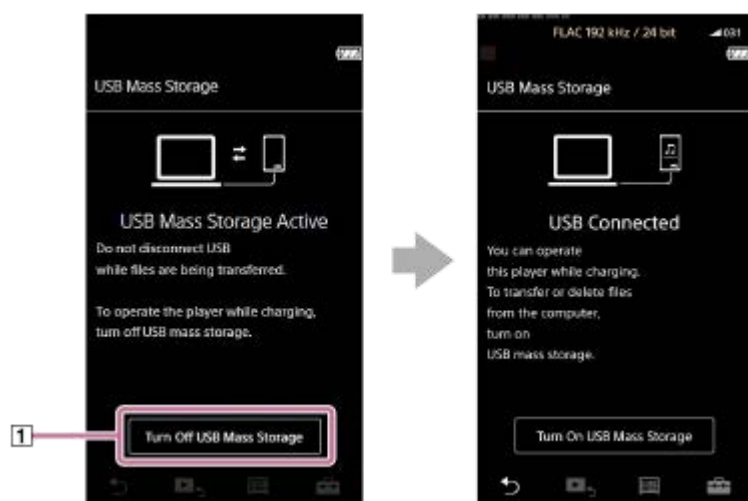 USB Mass Storage
USB Mass Storage Active
Do not disconnect USB
while files are being transferred.
To operate the player while charging,
turn off USB mass storage.
1
Turn Off USB Mass Storage
FLAC 192 kHz / 24 bit
031
USB Mass Storage
USB Connected
You can operate
this player while charging.
To transfer or delete files
from the computer,
turn on
USB mass storage.
Turn On USB Mass Storage